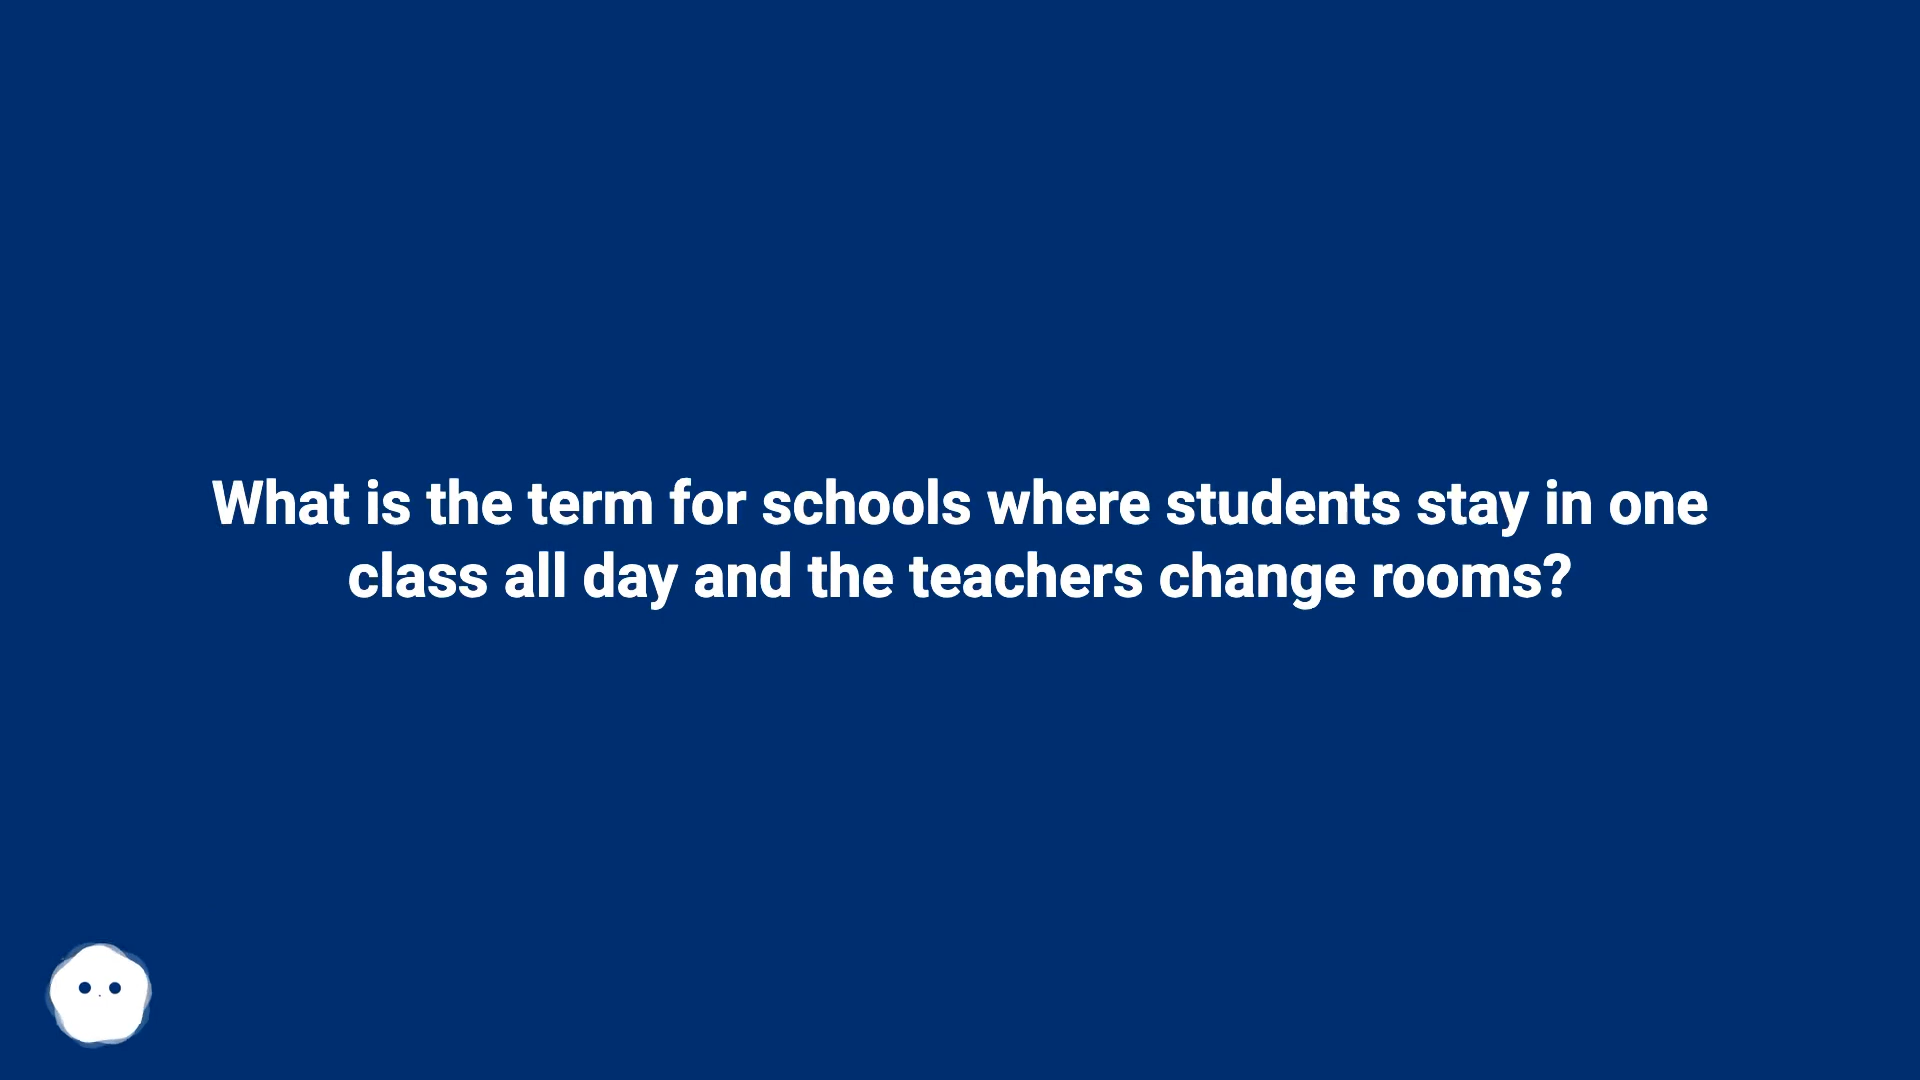 What is the term for schools where students stay in one
class all day and the teachers change rooms?